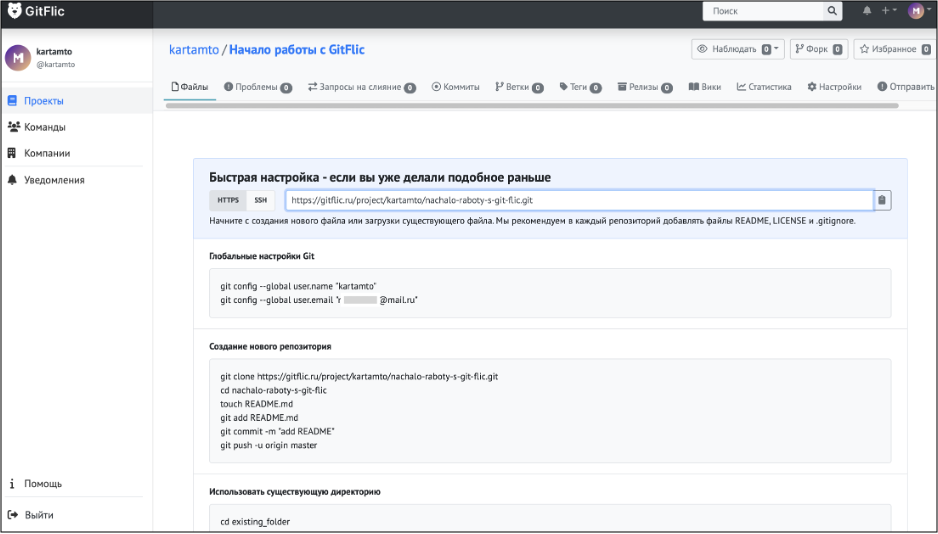 GitFlic
Поиск
M
M
kartamto
@kartamto
Проекты
Команды
Компании
Уведомления
Помощь
Выйти
kartamto / Начало работы с GitFlic
Наблюдать 0
Форк 0
Избранное 0
Файлы
Проблемы 0
Запросы на слияние 0
Коммиты
Ветки 0
Теги 0
Релизы 0
Вики
Статистика
Настройки
Отправить
Быстрая настройка - если вы уже делали подобное раньше
HTTPS SSH https://gitflic.ru/project/kartamto/nachalo-raboty-s-git-flic.git
Начните с создания нового файла или загрузки существующего файла. Мы рекомендуем в каждый репозиторий добавлять файлы README, LICENSE и .gitignore.
Глобальные настройки Git
git config --global user.name "kartamto"
git config --global user.email "r @mail.ru"
Создание нового репозитория
git clone https://gitflic.ru/project/kartamto/nachalo-raboty-s-git-flic.git
cd nachalo-raboty-s-git-flic
touch README.md
git add README.md
git commit -m "add README"
git push -u origin master
Использовать существующую директорию
cd existing_folder